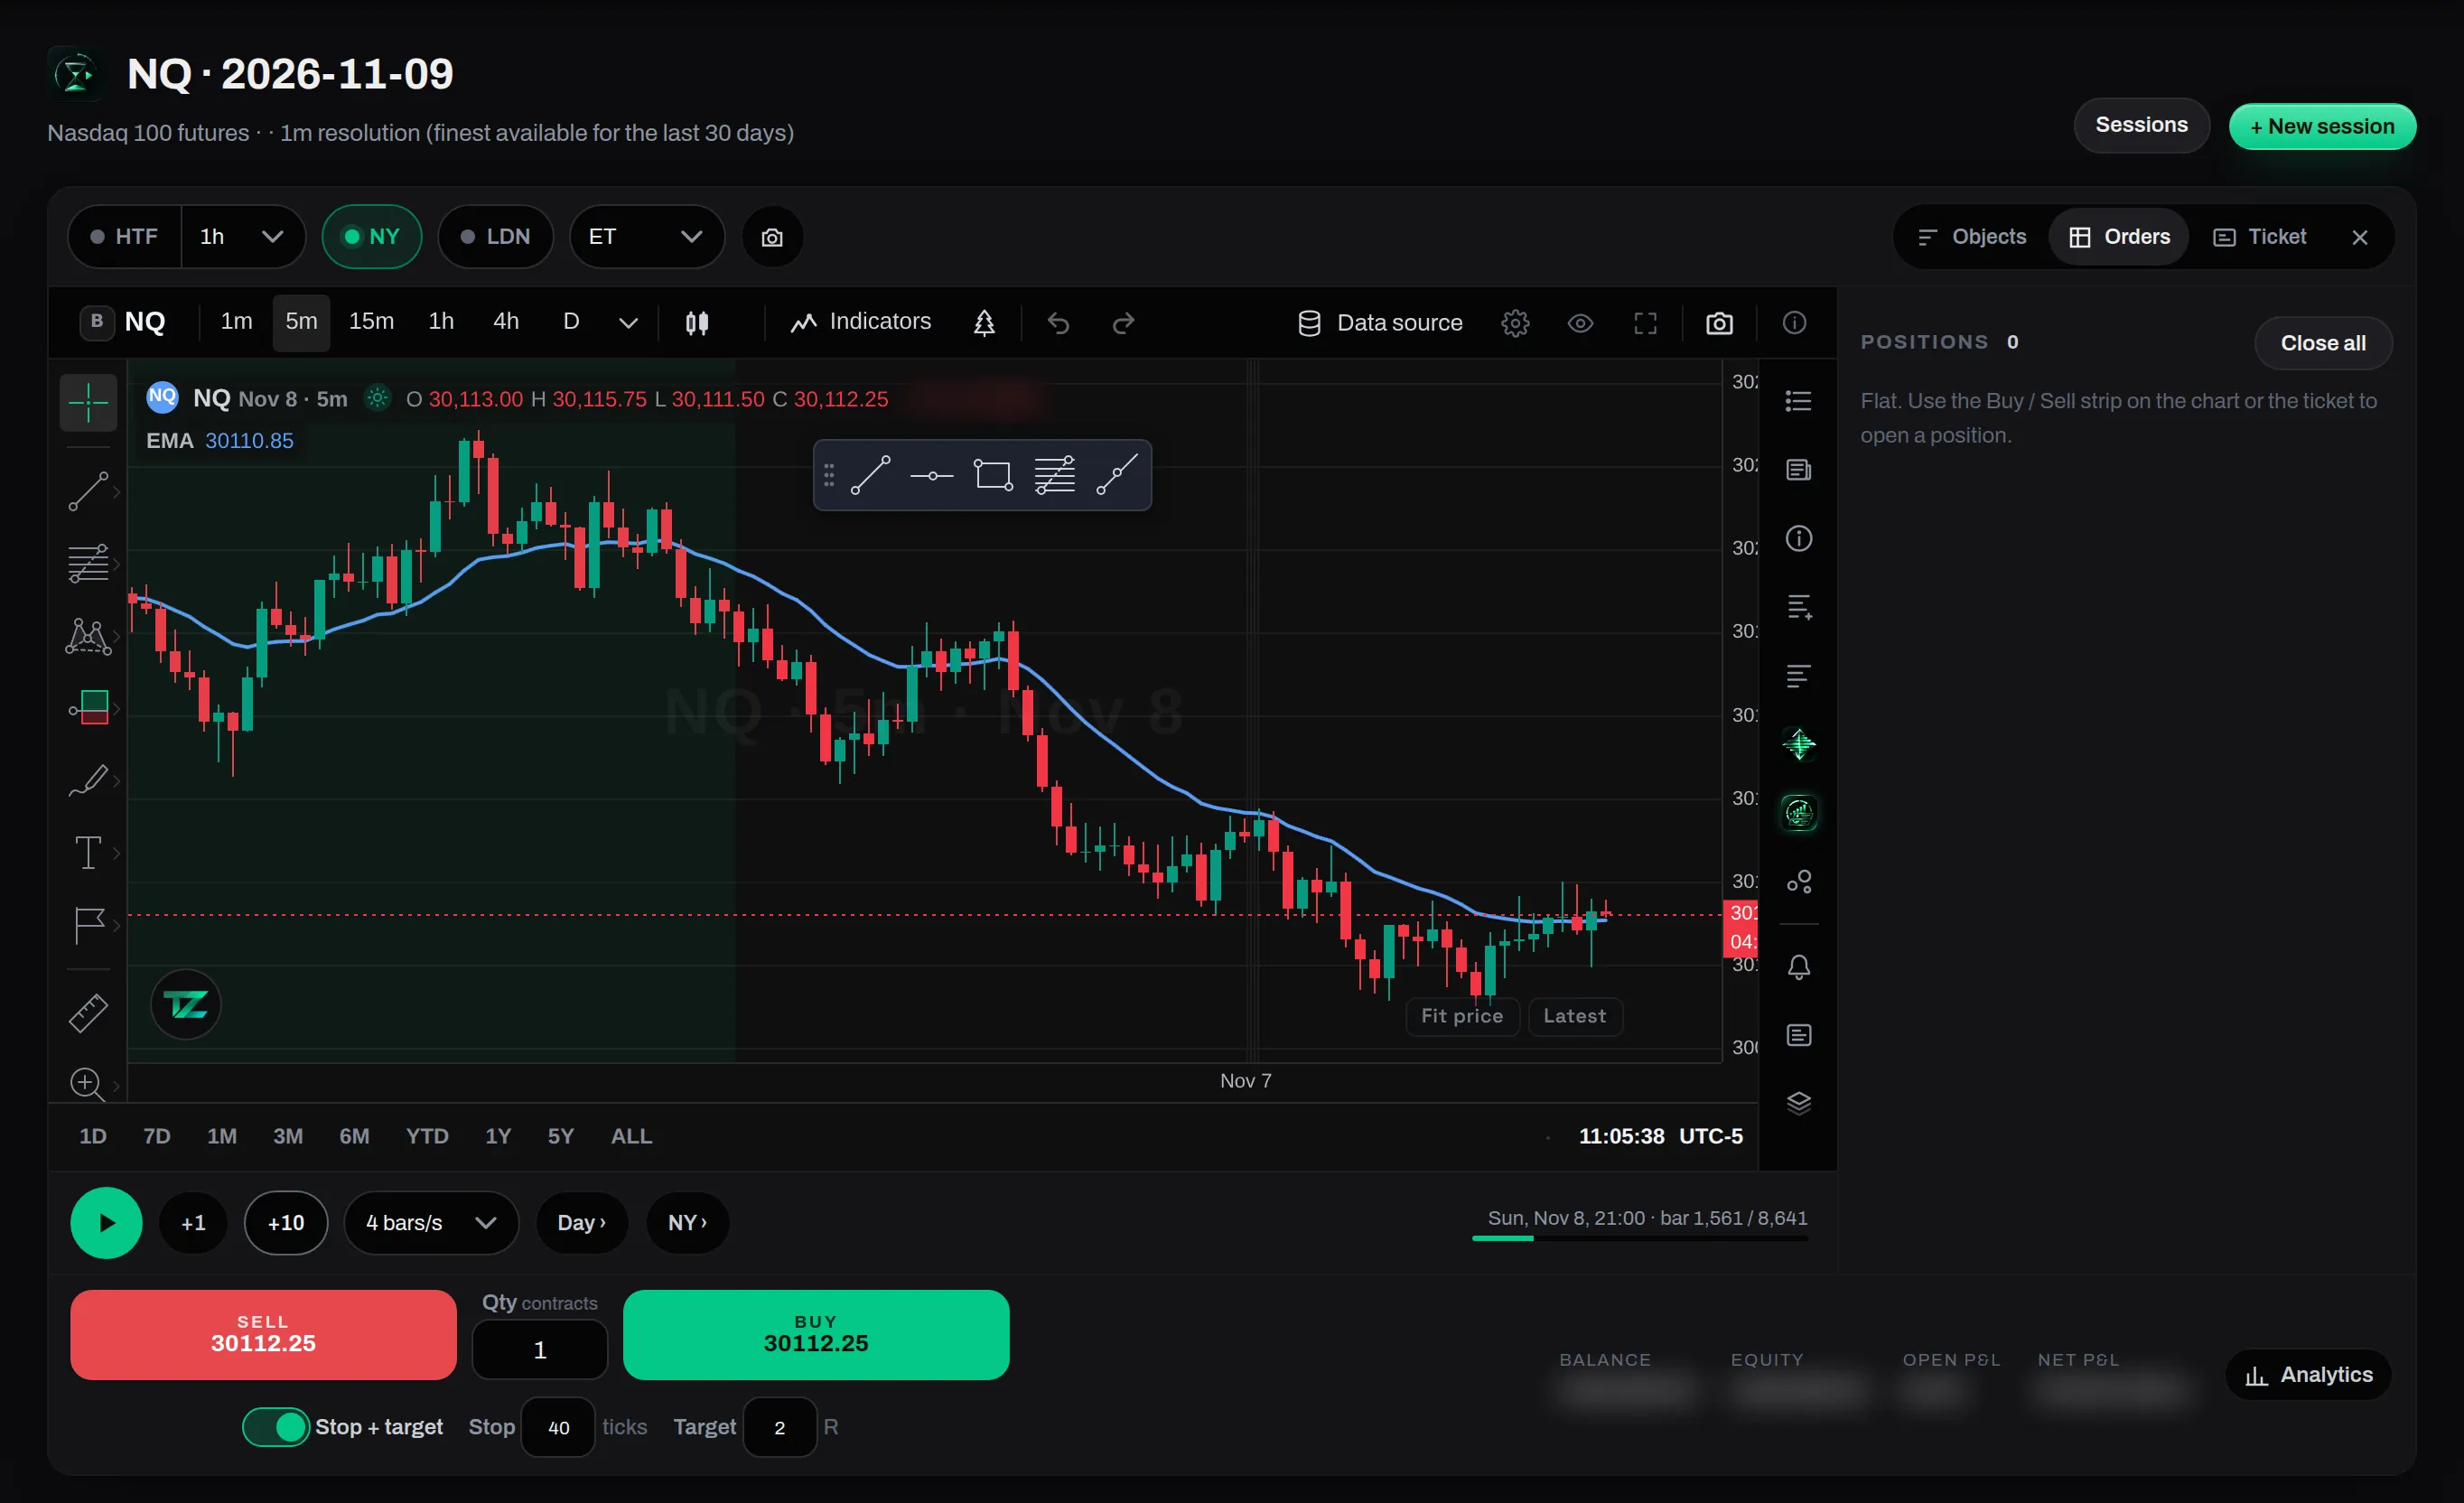 NQ · 2026-11-09
Nasdaq 100 futures · · 1m resolution (finest available for the last 30 days)
Sessions
+ New session
HTF 1h NY LDN ET
Objects Orders Ticket
B NQ 1m 5m 15m 1h 4h D Indicators Data source
POSITIONS 0
Close all
Flat. Use the Buy / Sell strip on the chart or the ticket to
open a position.
NQ NQ Nov 8 · 5m O 30,113.00 H 30,115.75 L 30,111.50 C 30,112.25
EMA 30110.85
NQ · 5m · Nov 8
Fit price Latest
04:
Nov 7
1D 7D 1M 3M 6M YTD 1Y 5Y ALL
11:05:38 UTC-5
+1 +10 4 bars/s Day › NY ›
Sun, Nov 8, 21:00 · bar 1,561 / 8,641
SELL
30112.25
Qty contracts
1
BUY
30112.25
Stop + target Stop 40 ticks Target 2 R
BALANCE EQUITY OPEN P&L NET P&L
Analytics